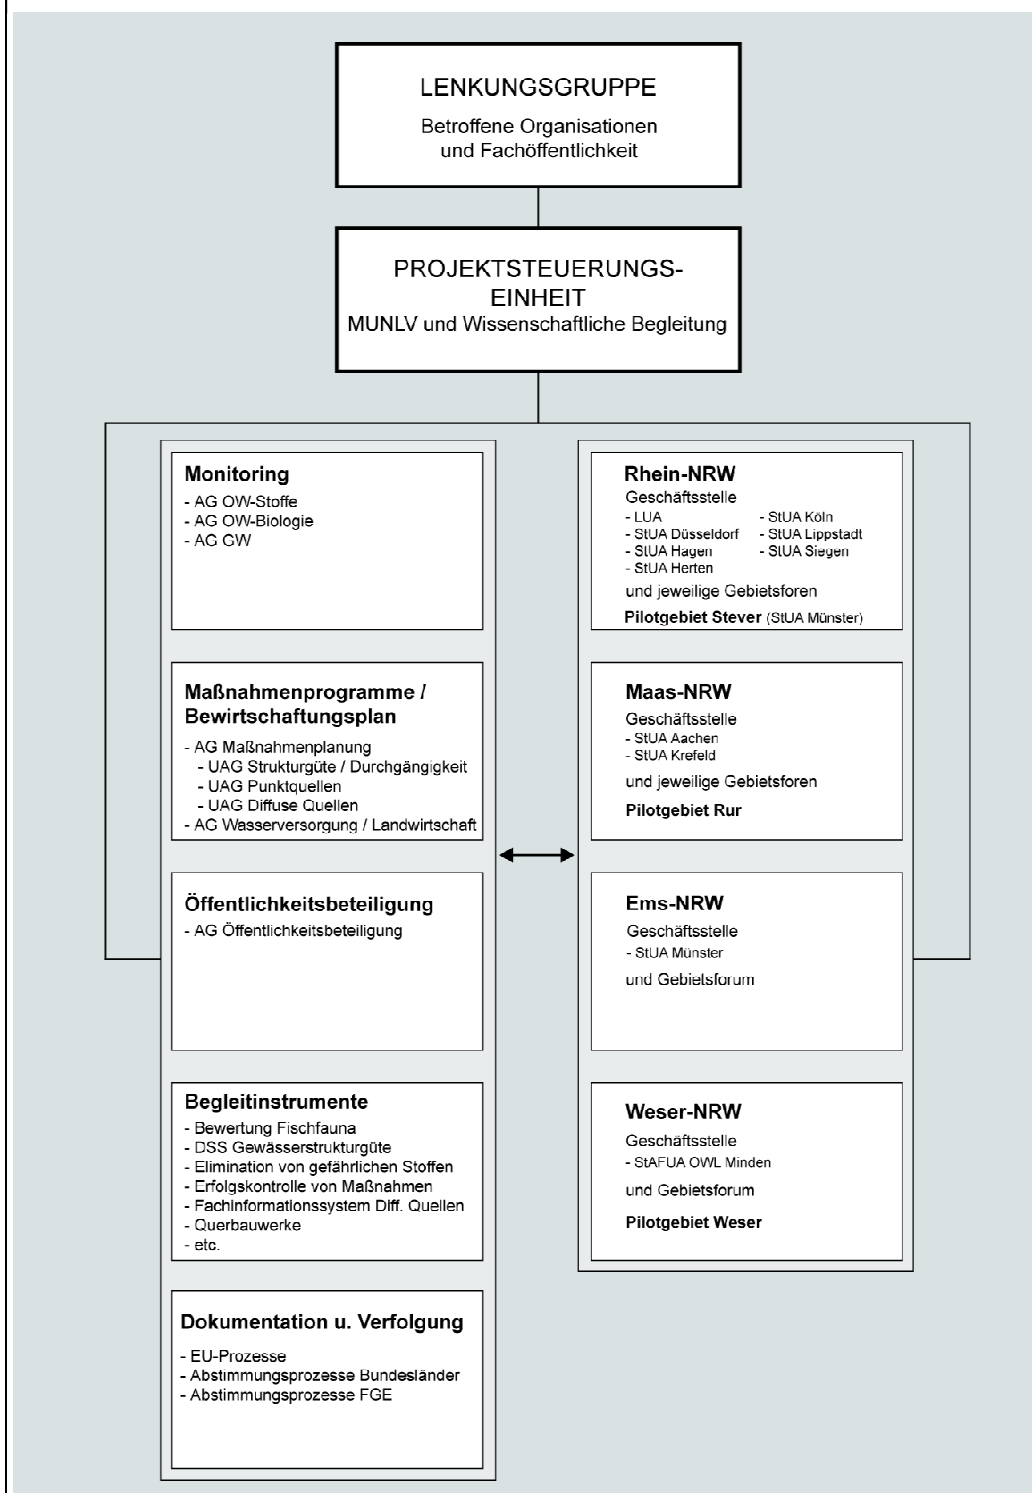 LENKUNGSGRUPPE
Betroffene Organisationen
und Fachöffentlichkeit
PROJEKTSTEUERUNGS-
EINHEIT
MUNLV und Wissenschaftliche Begleitung
Monitoring
- AG OW-Stoffe
- AG OW-Biologie
- AG GW
Maßnahmenprogramme /
Bewirtschaftungsplan
- AG Maßnahmenplanung
- UAG Strukturgüte / Durchgängigkeit
- UAG Punktquellen
- UAG Diffuse Quellen
- AG Wasserversorgung / Landwirtschaft
Öffentlichkeitsbeteiligung
- AG Öffentlichkeitsbeteiligung
Begleitinstrumente
- Bewertung Fischfauna
- DSS Gewässerstrukturgüte
- Elimination von gefährlichen Stoffen
- Erfolgskontrolle von Maßnahmen
- Fachinformationssystem Diff. Quellen
- Querbauwerke
- etc.
Dokumentation u. Verfolgung
- EU-Prozesse
- Abstimmungsprozesse Bundesländer
- Abstimmungsprozesse FGE
Rhein-NRW
Geschäftsstelle
- LUA - StUA Köln
- StUA Düsseldorf - StUA Lippstadt
- StUA Hagen - StUA Siegen
- StUA Herten
und jeweilige Gebietsforen
Pilotgebiet Stever (StUA Münster)
Maas-NRW
Geschäftsstelle
- StUA Aachen
- StUA Krefeld
und jeweilige Gebietsforen
Pilotgebiet Rur
Ems-NRW
Geschäftsstelle
- StUA Münster
und Gebietsforum
Weser-NRW
Geschäftsstelle
- StAFUA OWL Minden
und Gebietsforum
Pilotgebiet Weser